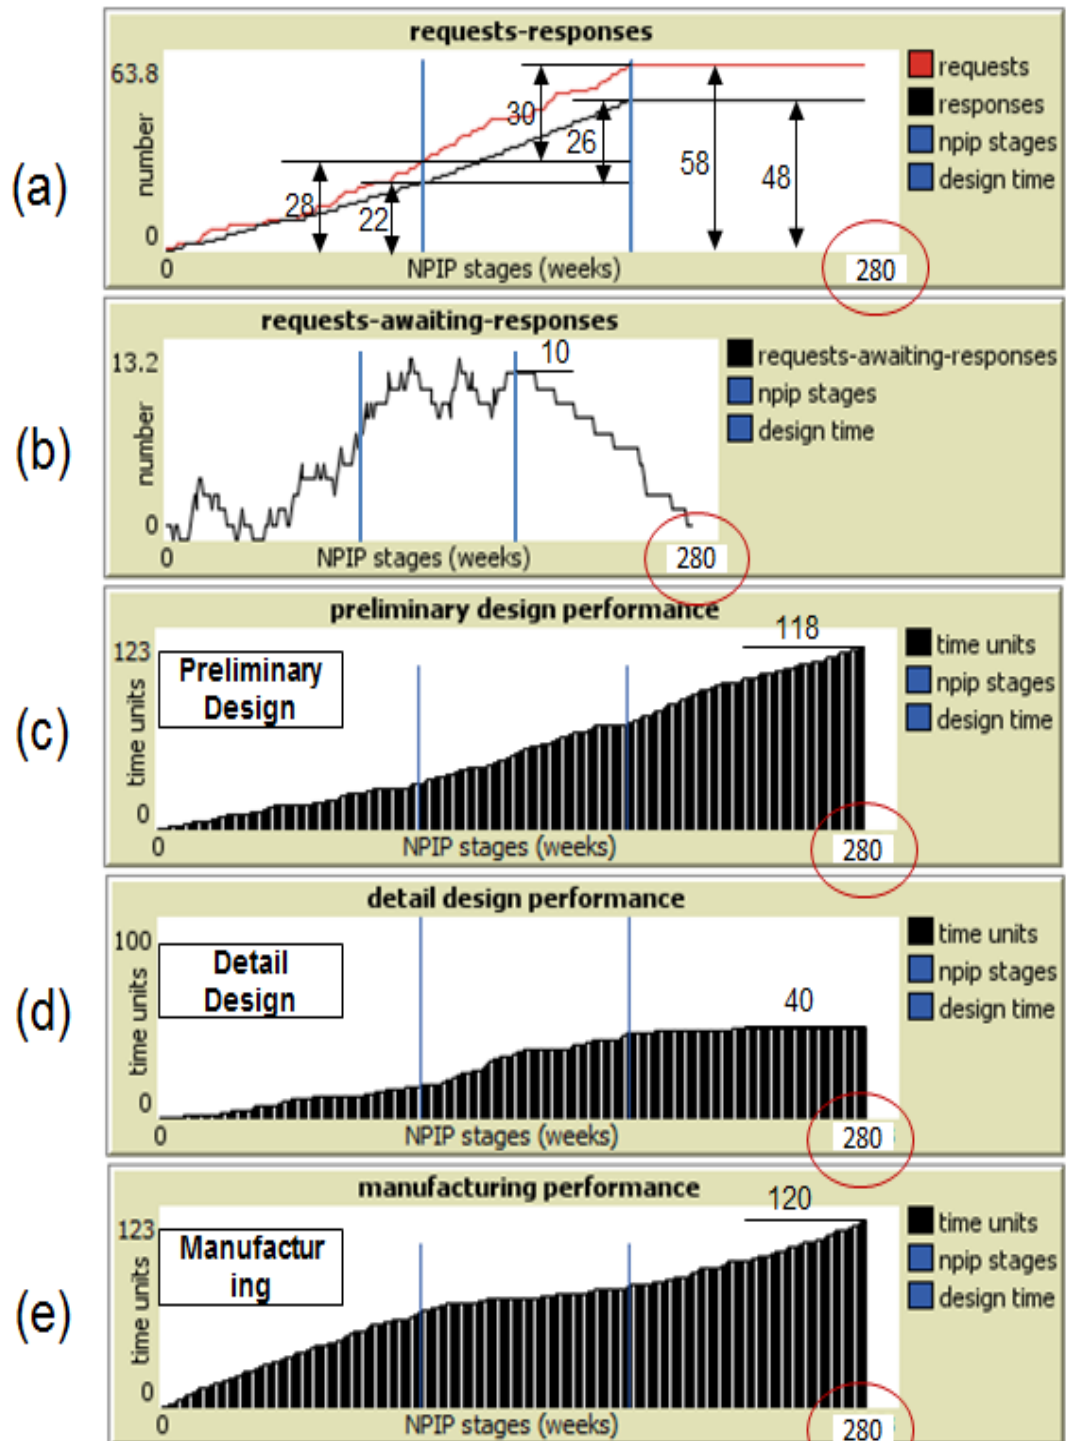 (a)
requests-responses
63.8
number
0
0
NPIP stages (weeks)
280
30
26
28
22
58
48
requests
responses
npip stages
design time
(b)
requests-awaiting-responses
13.2
number
0
0
NPIP stages (weeks)
280
10
requests-awaiting-responses
npip stages
design time
(c)
preliminary design performance
123
time units
0
0
NPIP stages (weeks)
280
Preliminary
Design
118
time units
npip stages
design time
(d)
detail design performance
100
time units
0
0
NPIP stages (weeks)
280
Detail
Design
40
time units
npip stages
design time
(e)
manufacturing performance
123
time units
0
0
NPIP stages (weeks)
280
Manufactur
ing
120
time units
npip stages
design time